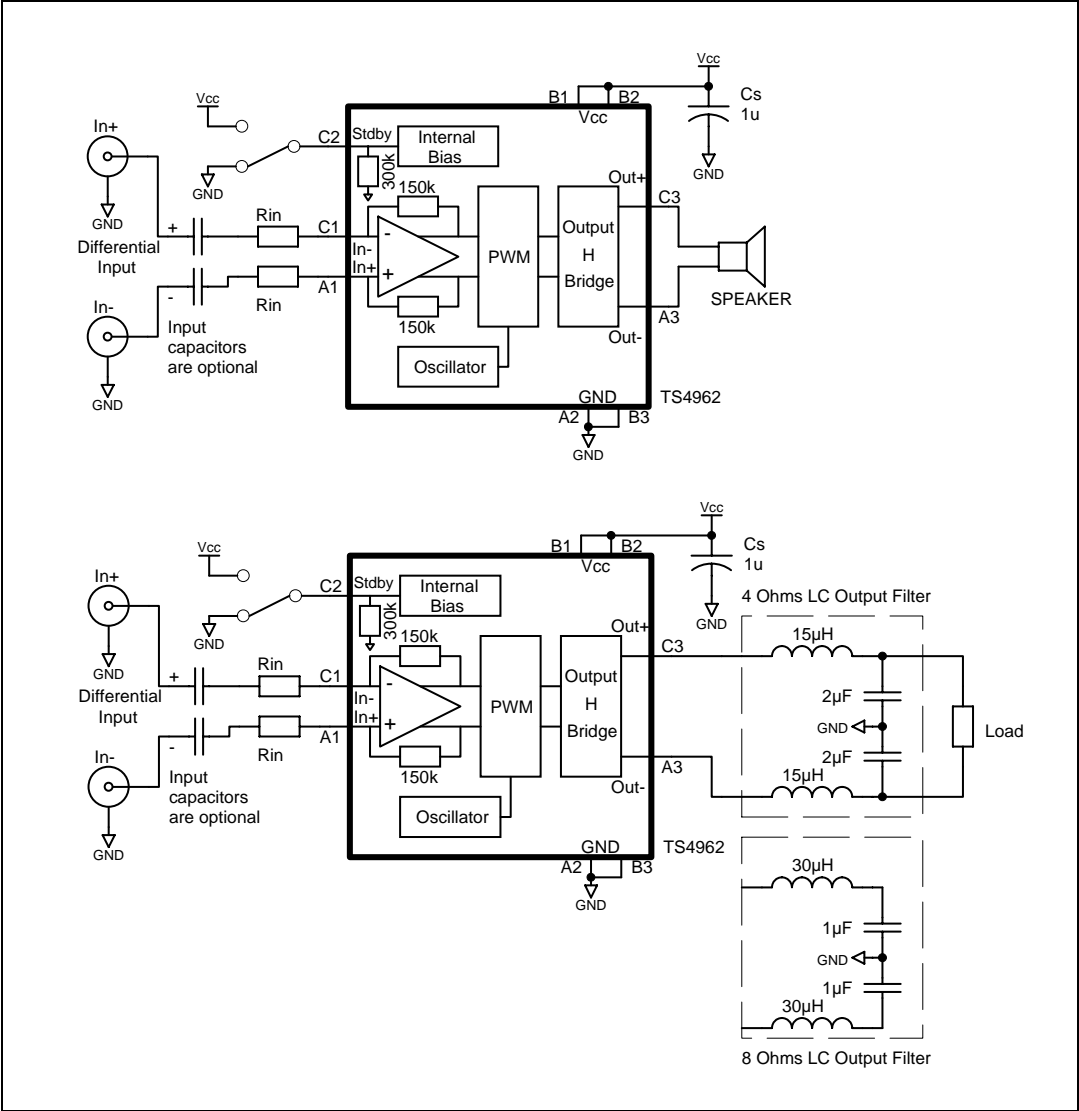 Vcc
B1
B2
Vcc
Cs
1u
GND
Vcc
In+
GND
GND
C2
Stdby
300k
Internal
Bias
150k
Differential
Input
+
Rin
C1
-
In-
In+
+
PWM
Output
H
Bridge
Out+
C3
SPEAKER
In-
-
Rin
A1
150k
A3
Out-
Input
capacitors
are optional
GND
Oscillator
GND
TS4962
A2
B3
GND
Vcc
B1
B2
Vcc
Cs
1u
GND
Vcc
In+
GND
GND
C2
Stdby
300k
Internal
Bias
150k
Differential
Input
+
Rin
C1
-
In-
In+
+
PWM
Output
H
Bridge
Out+
C3
4 Ohms LC Output Filter
15µH
2µF
GND
2µF
15µH
Load
In-
-
Rin
A1
150k
A3
Out-
Input
capacitors
are optional
GND
Oscillator
GND
TS4962
A2
B3
GND
30µH
1µF
GND
1µF
30µH
8 Ohms LC Output Filter